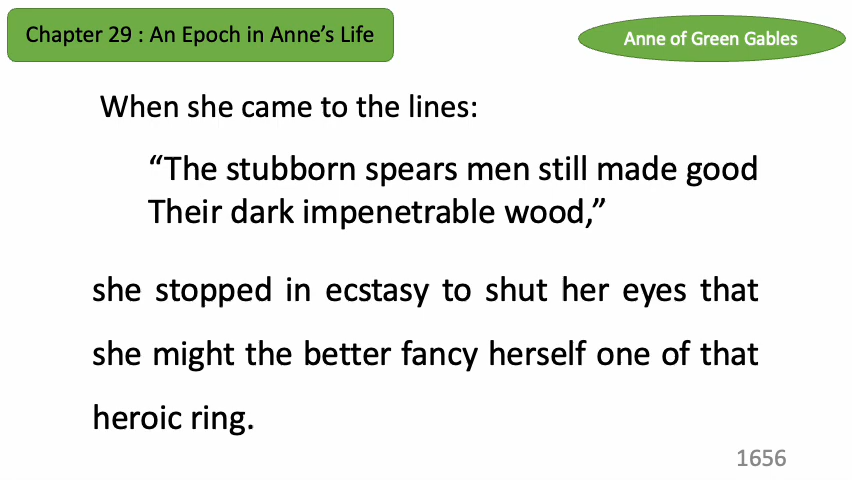 Chapter 29 : An Epoch in Anne’s Life
Anne of Green Gables
When she came to the lines:
“The stubborn spears men still made good
Their dark impenetrable wood,”
she stopped in ecstasy to shut her eyes that
she might the better fancy herself one of that
heroic ring.
1656